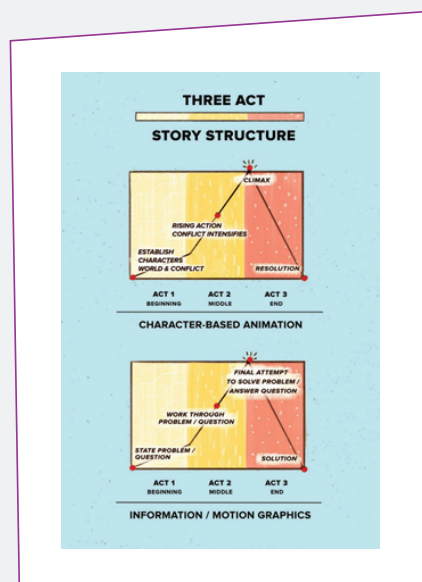 THREE ACT
STORY STRUCTURE
CLIMAX
RISING ACTION
CONFLICT INTENSIFIES
ESTABLISH
CHARACTERS
WORLD & CONFLICT
RESOLUTION
ACT 1
BEGINNING
ACT 2
MIDDLE
ACT 3
END
CHARACTER-BASED ANIMATION
FINAL ATTEMPT
TO SOLVE PROBLEM /
ANSWER QUESTION
WORK THROUGH
PROBLEM / QUESTION
STATE PROBLEM /
QUESTION
SOLUTION
ACT 1
BEGINNING
ACT 2
MIDDLE
ACT 3
END
INFORMATION / MOTION GRAPHICS